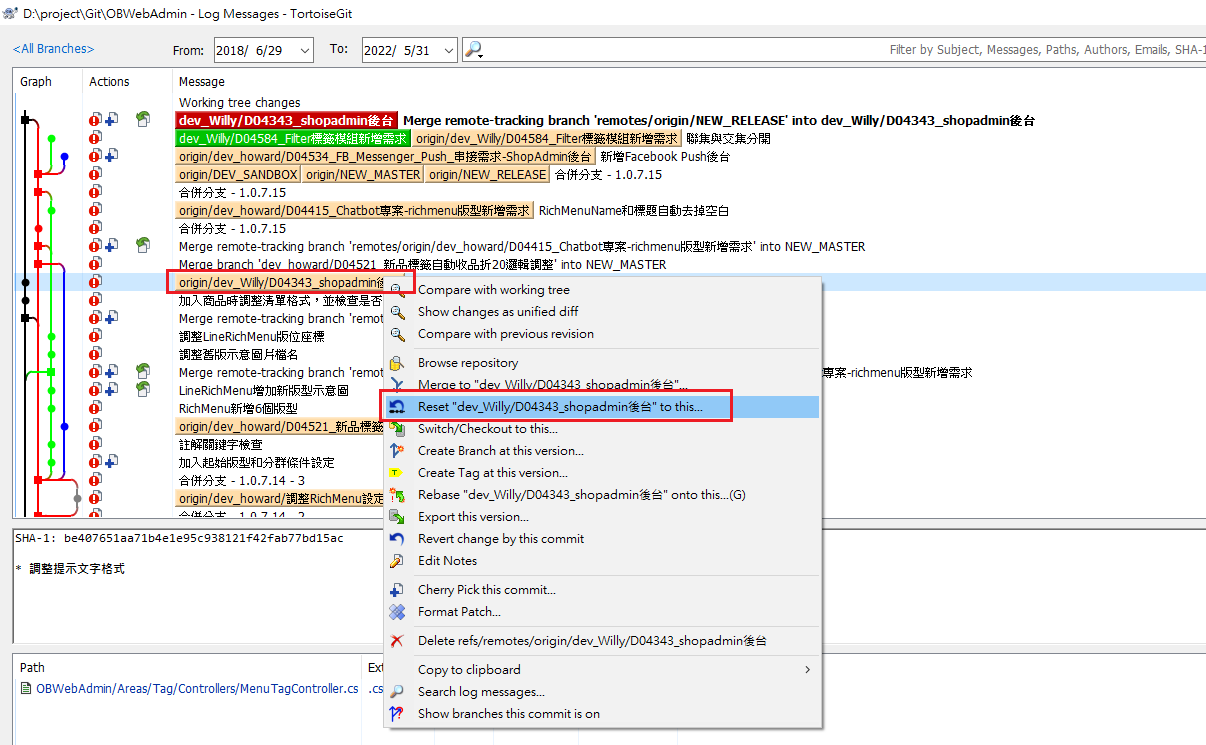 D:\project\Git\OBWebAdmin - Log Messages - TortoiseGit
<All Branches> From: 2018/ 6/29 To: 2022/ 5/31 Filter by Subject, Messages, Paths, Authors, Emails, SHA-1
Graph Actions Message
Working tree changes
dev_Willy/D04343_shopadmin後台 Merge remote-tracking branch 'remotes/origin/NEW_RELEASE' into dev_Willy/D04343_shopadmin後台
dev_Willy/D04584_Filter標籤模組新增需求 origin/dev_Willy/D04584_Filter標籤模組新增需求 聯集與交集分開
origin/dev_howard/D04534_FB_Messenger_Push_串接需求-ShopAdmin後台 新增Facebook Push後台
origin/DEV_SANDBOX origin/NEW_MASTER origin/NEW_RELEASE 合併分支 - 1.0.7.15
合併分支 - 1.0.7.15
origin/dev_howard/D04415_Chatbot專案-richmenu版型新增需求 RichMenuName和標題自動去掉空白
合併分支 - 1.0.7.15
Merge remote-tracking branch 'remotes/origin/dev_howard/D04415_Chatbot專案-richmenu版型新增需求' into NEW_MASTER
Merge branch 'dev_howard/D04521_新品標籤自動收品折20邏輯調整' into NEW_MASTER
origin/dev_Willy/D04343_shopadmin後
加入商品時調整清單格式，並檢查是否
Merge remote-tracking branch 'remot
調整LineRichMenu版位座標
調整舊版示意圖片檔名
Merge remote-tracking branch 'remot 專案-richmenu版型新增需求
LineRichMenu增加新版型示意圖
RichMenu新增6個版型
origin/dev_howard/D04521_新品標籤
註解關鍵字檢查
加入起始版型和分群條件設定
合併分支 - 1.0.7.14 - 3
origin/dev_howard/調整RichMenu設定
合併分支 - 1.0.7.14 - 2
Compare with working tree
Show changes as unified diff
Compare with previous revision
Browse repository
Merge to "dev_Willy/D04343_shopadmin後台"...
Reset "dev_Willy/D04343_shopadmin後台" to this...
Switch/Checkout to this...
Create Branch at this version...
Create Tag at this version...
Rebase "dev_Willy/D04343_shopadmin後台" onto this...(G)
Export this version...
Revert change by this commit
Edit Notes
Cherry Pick this commit...
Format Patch...
Delete refs/remotes/origin/dev_Willy/D04343_shopadmin後台
Copy to clipboard
Search log messages...
Show branches this commit is on
SHA-1: be407651aa71b4e1e95c938121f42fab77bd15ac
* 調整提示文字格式
Path Ext
OBWebAdmin/Areas/Tag/Controllers/MenuTagController.cs .cs